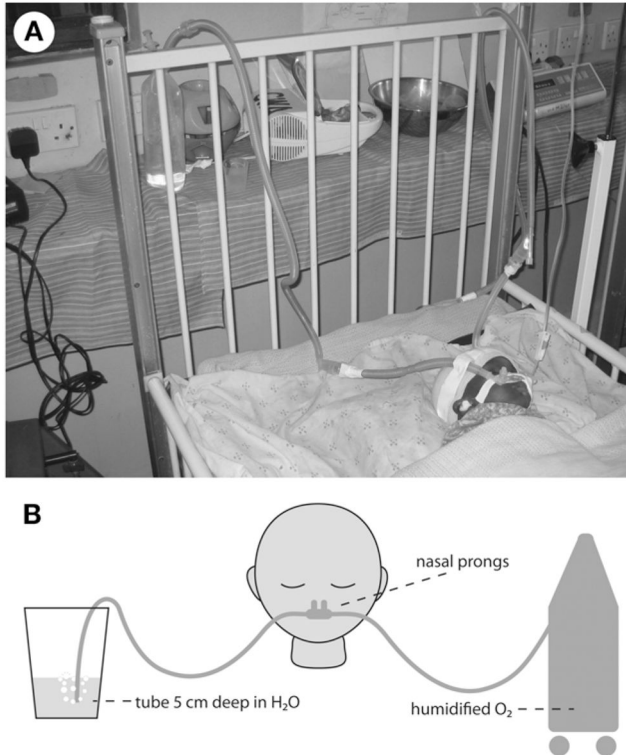 A
B
nasal prongs
tube 5 cm deep in H₂O
humidified O₂